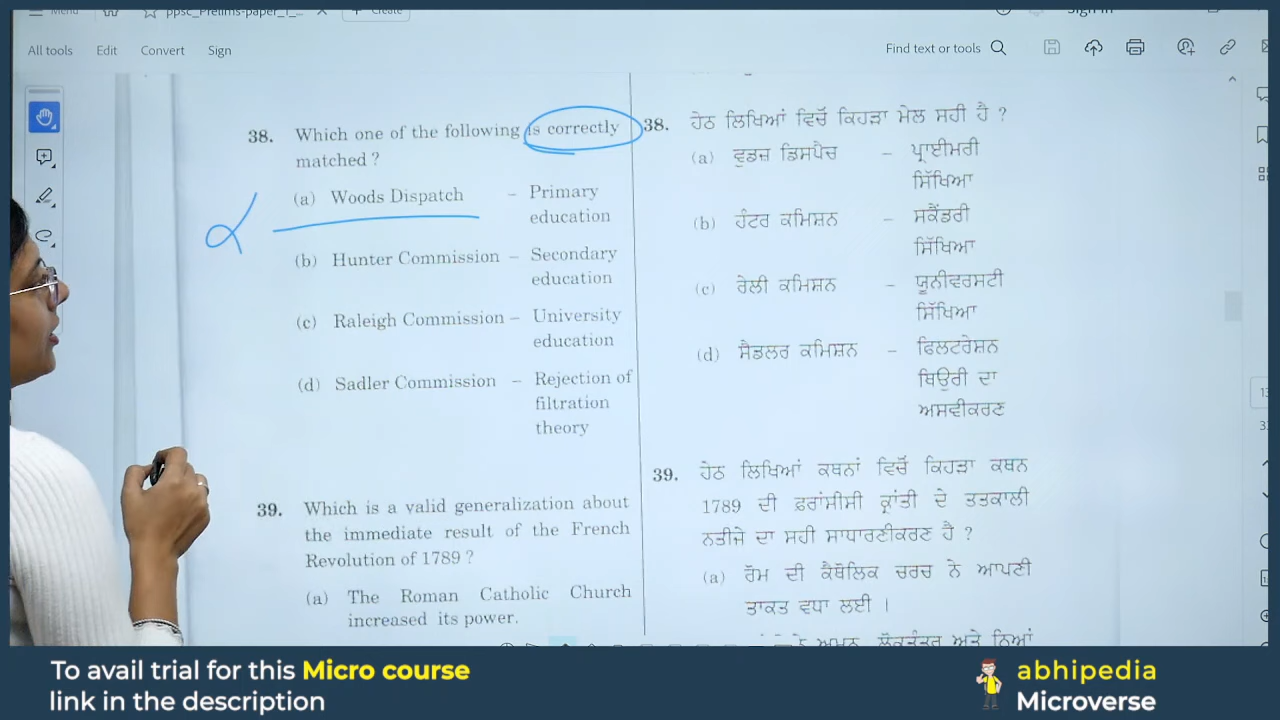 Menu
ppsc_Prelims-paper_1_
Create
All tools
Edit
Convert
Sign
Find text or tools
38. Which one of the following is correctly
matched ?
(a) Woods Dispatch – Primary
education
(b) Hunter Commission – Secondary
education
(c) Raleigh Commission – University
education
(d) Sadler Commission – Rejection of
filtration
theory
39. Which is a valid generalization about
the immediate result of the French
Revolution of 1789 ?
(a) The Roman Catholic Church
increased its power.
38. ਹੇਠ ਲਿਖਿਆਂ ਵਿਚੋਂ ਕਿਹੜਾ ਮੇਲ ਸਹੀ ਹੈ ?
(a) ਵੁਡਜ਼ ਡਿਸਪੈਚ – ਪ੍ਰਾਈਮਰੀ
ਸਿੱਖਿਆ
(b) ਹੰਟਰ ਕਮਿਸ਼ਨ – ਸਕੈਂਡਰੀ
ਸਿੱਖਿਆ
(c) ਰੇਲੀ ਕਮਿਸ਼ਨ – ਯੂਨੀਵਰਸਟੀ
ਸਿੱਖਿਆ
(d) ਸੈਡਲਰ ਕਮਿਸ਼ਨ – ਫਿਲਟਰੇਸ਼ਨ
ਥਿਉਰੀ ਦਾ
ਅਸਵੀਕਰਣ
39. ਹੇਠ ਲਿਖਿਆਂ ਕਥਨਾਂ ਵਿਚੋਂ ਕਿਹੜਾ ਕਥਨ
1789 ਦੀ ਫ਼ਰਾਂਸੀਸੀ ਕ੍ਰਾਂਤੀ ਦੇ ਤਤਕਾਲੀ
ਨਤੀਜੇ ਦਾ ਸਹੀ ਸਾਧਾਰਣੀਕਰਣ ਹੈ ?
(a) ਰੋਮ ਦੀ ਕੈਥੋਲਿਕ ਚਰਚ ਨੇ ਆਪਣੀ
ਤਾਕਤ ਵਧਾ ਲਈ ।
To avail trial for this Micro course
link in the description
abhipedia
Microverse